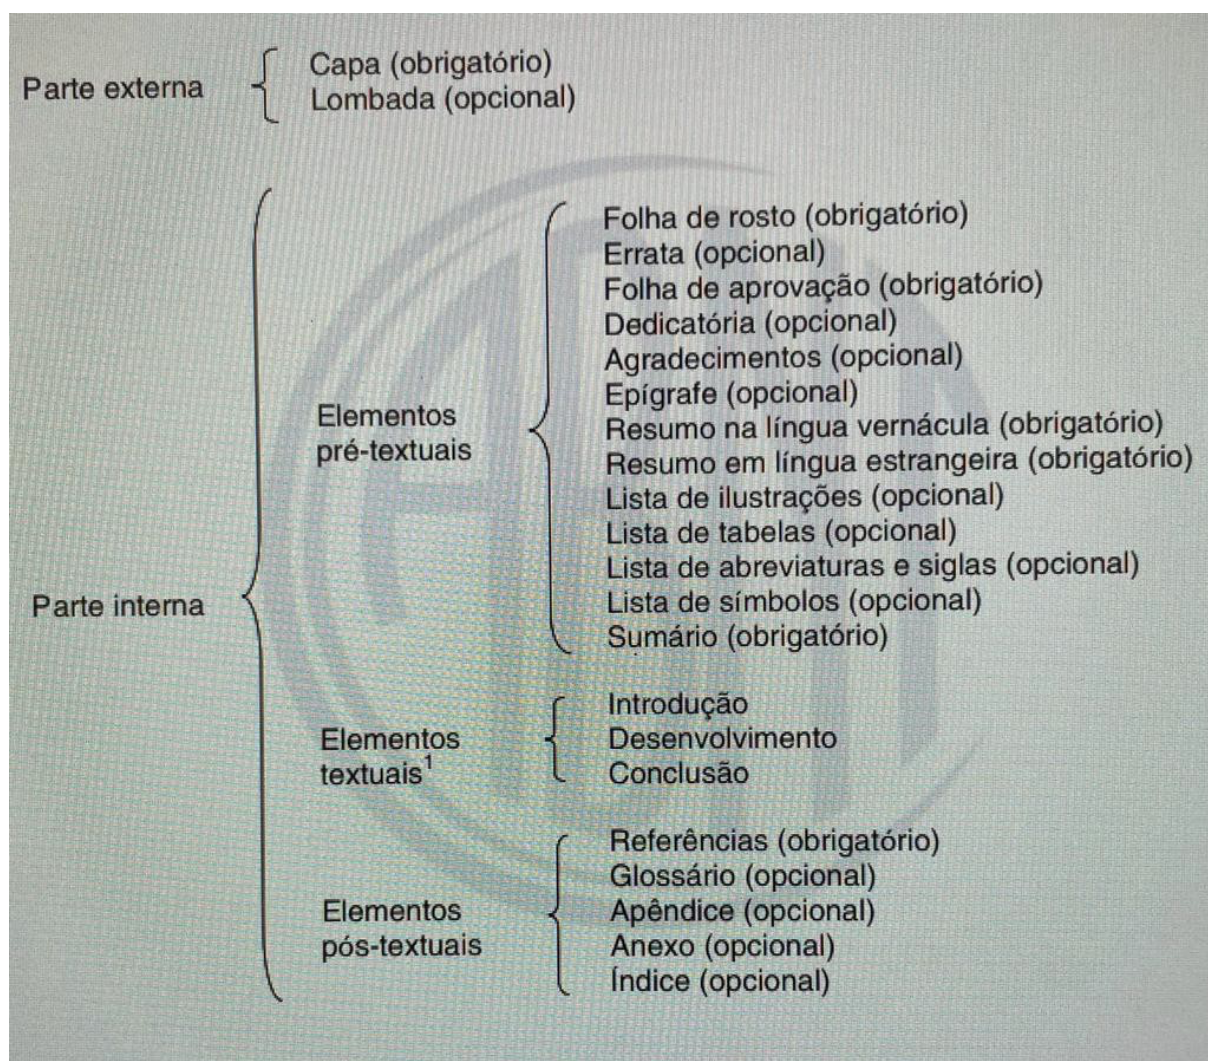 Parte externa
Capa (obrigatório)
Lombada (opcional)
Parte interna
Elementos
pré-textuais
Folha de rosto (obrigatório)
Errata (opcional)
Folha de aprovação (obrigatório)
Dedicatória (opcional)
Agradecimentos (opcional)
Epígrafe (opcional)
Resumo na língua vernácula (obrigatório)
Resumo em língua estrangeira (obrigatório)
Lista de ilustrações (opcional)
Lista de tabelas (opcional)
Lista de abreviaturas e siglas (opcional)
Lista de símbolos (opcional)
Sumário (obrigatório)
Elementos
textuais¹
Introdução
Desenvolvimento
Conclusão
Elementos
pós-textuais
Referências (obrigatório)
Glossário (opcional)
Apêndice (opcional)
Anexo (opcional)
Índice (opcional)